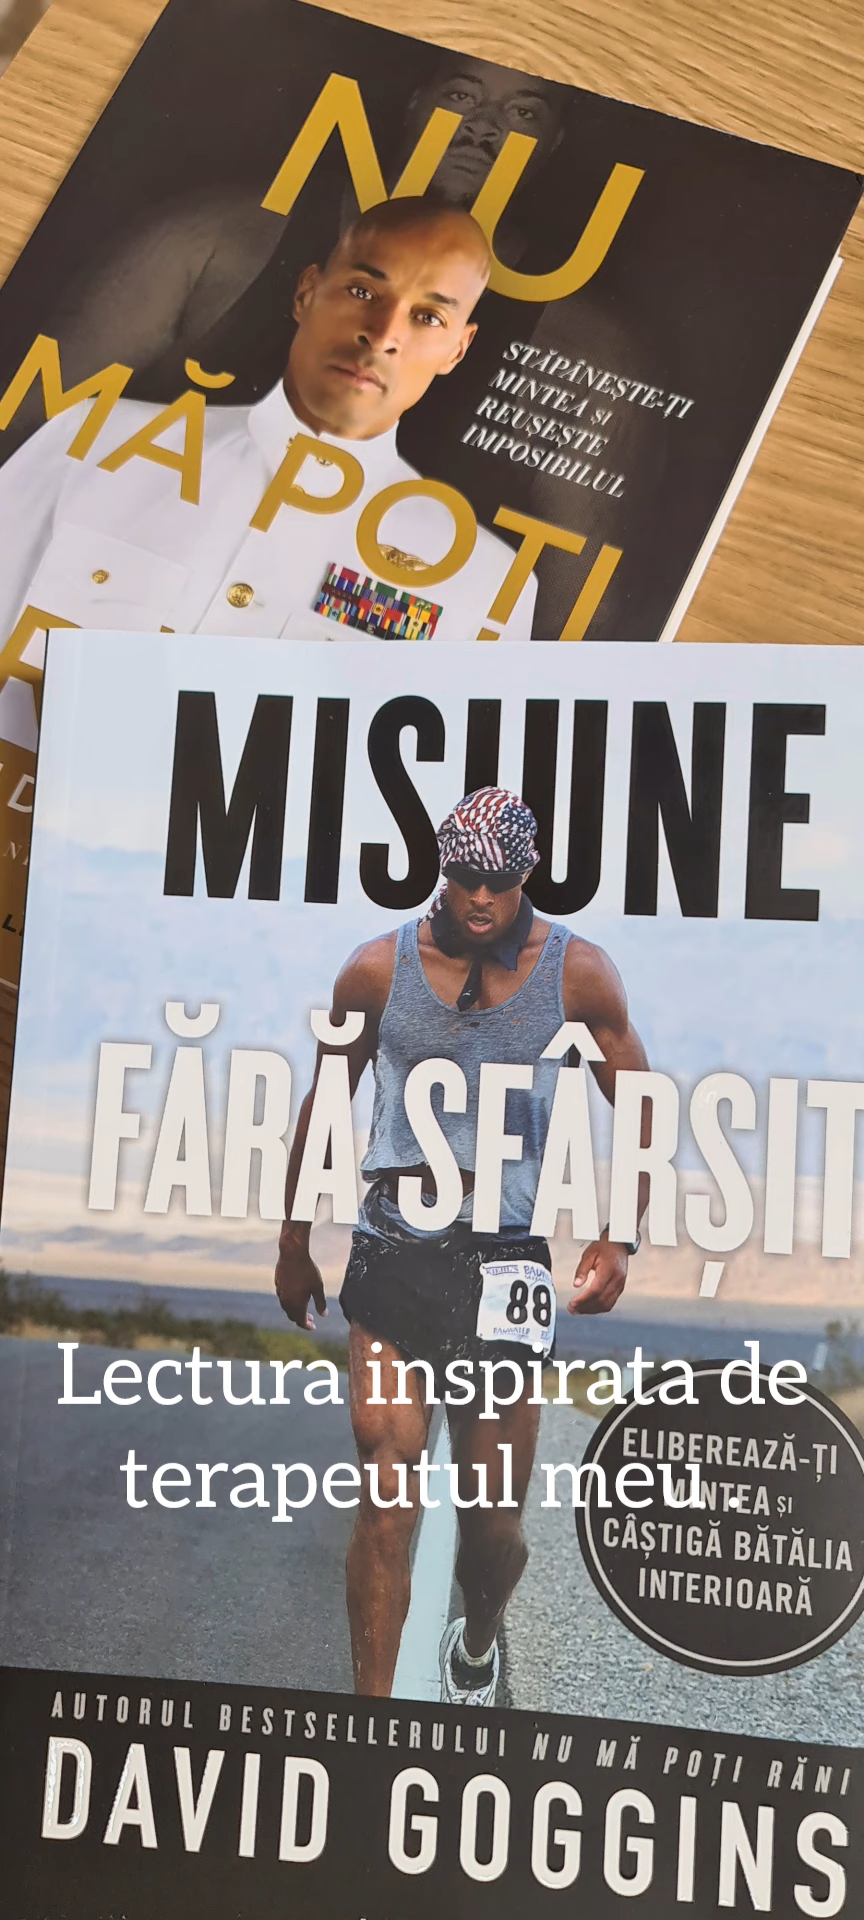 NU
MĂ POȚI
STĂPÂNEȘTE-ȚI
MINTEA și
REUȘEȘTE
IMPOSIBILUL
MISIUNE
FĂRĂ SFÂRȘIT
88
Lectura inspirata de
terapeutul meu .
ELIBEREAZĂ-ȚI
MINTEA și
CÂȘTIGĂ BĂTĂLIA
INTERIOARĂ
AUTORUL BESTSELLERULUI NU MĂ POȚI RĂNI
DAVID GOGGINS